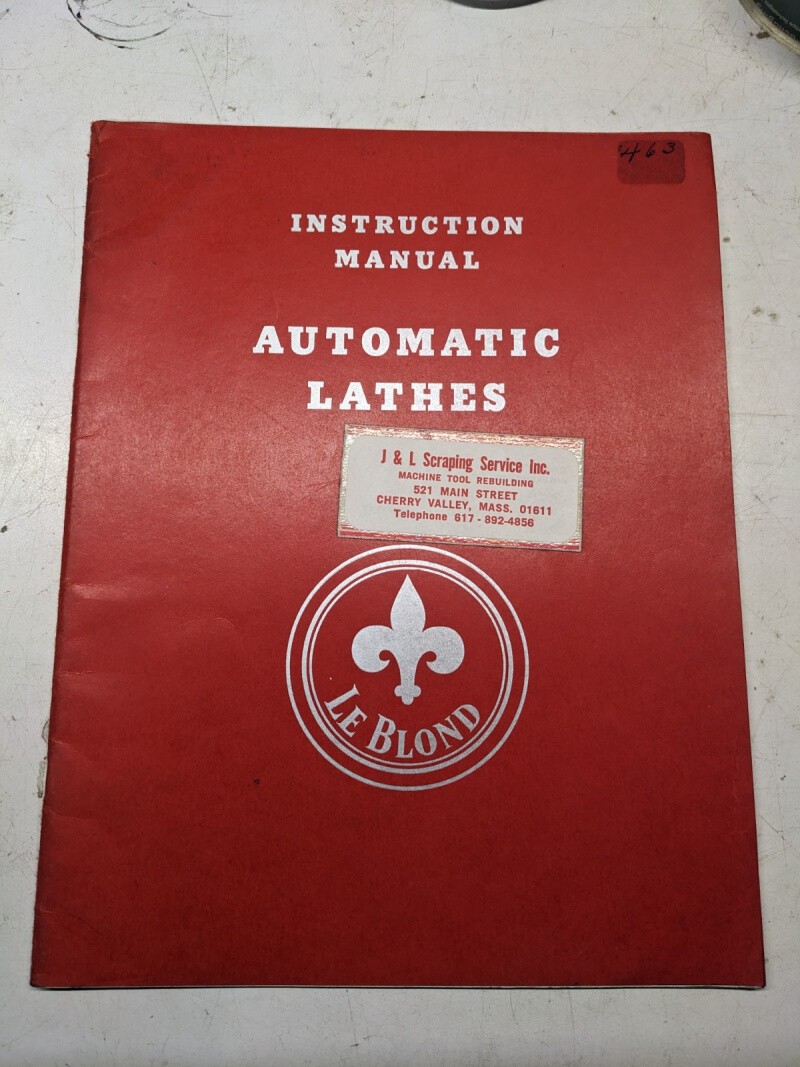 463
INSTRUCTION
MANUAL
AUTOMATIC
LATHES
J & L Scraping Service Inc.
MACHINE TOOL REBUILDING
521 MAIN STREET
CHERRY VALLEY, MASS. 01611
Telephone 617 - 892-4856
LE BLOND